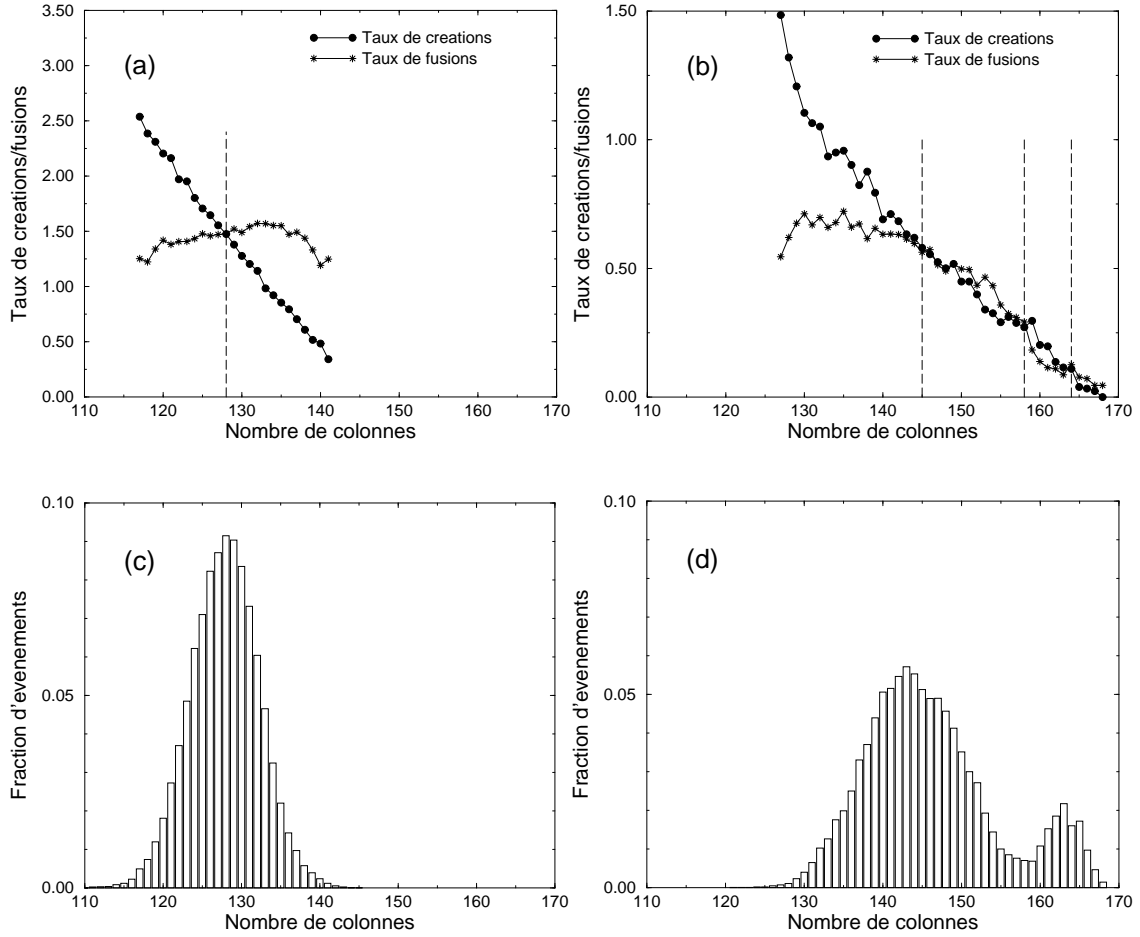 3.50
3.00
2.50
2.00
1.50
1.00
0.50
0.00
Taux de creations/fusions
(a)
Taux de creations
Taux de fusions
110 120 130 140 150 160 170
Nombre de colonnes
1.50
1.00
0.50
0.00
Taux de creations/fusions
(b)
Taux de creations
Taux de fusions
110 120 130 140 150 160 170
Nombre de colonnes
0.10
0.05
0.00
Fraction d'evenements
(c)
110 120 130 140 150 160 170
Nombre de colonnes
0.10
0.05
0.00
Fraction d'evenements
(d)
110 120 130 140 150 160 170
Nombre de colonnes